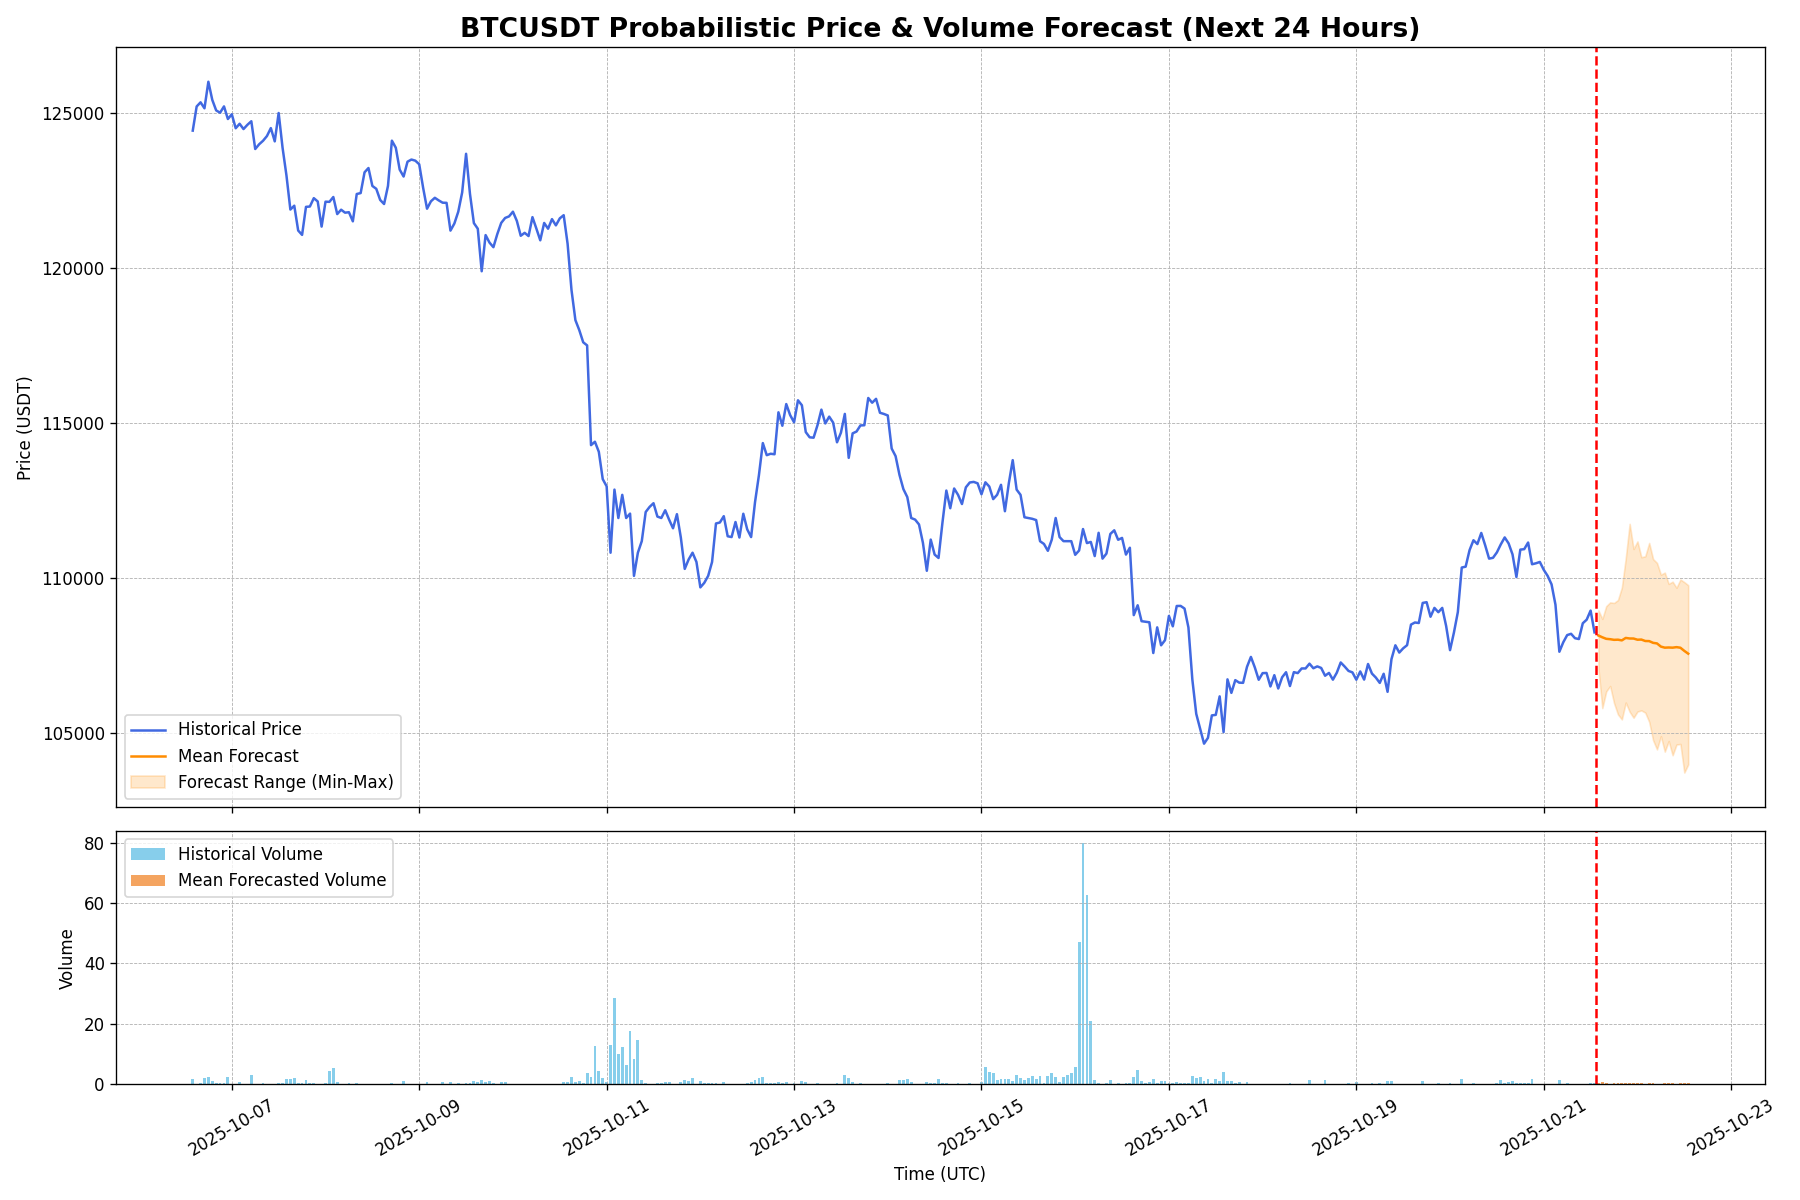 BTCUSDT Probabilistic Price & Volume Forecast (Next 24 Hours)
125000
120000
115000
110000
105000
Price (USDT)
Historical Price
Mean Forecast
Forecast Range (Min-Max)
80
60
40
20
0
Volume
Historical Volume
Mean Forecasted Volume
2025-10-07
2025-10-09
2025-10-11
2025-10-13
2025-10-15
2025-10-17
2025-10-19
2025-10-21
2025-10-23
Time (UTC)